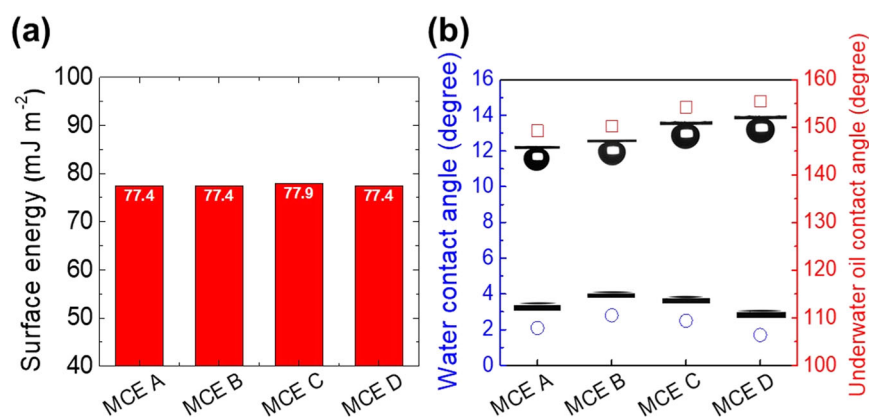 (a)
Surface energy (mJ m⁻²)
100
90
80
70
60
50
40
77.4
77.4
77.9
77.4
MCE A
MCE B
MCE C
MCE D
(b)
Water contact angle (degree)
16
14
12
10
8
6
4
2
0
Underwater oil contact angle (degree)
160
150
140
130
120
110
100
MCE A
MCE B
MCE C
MCE D